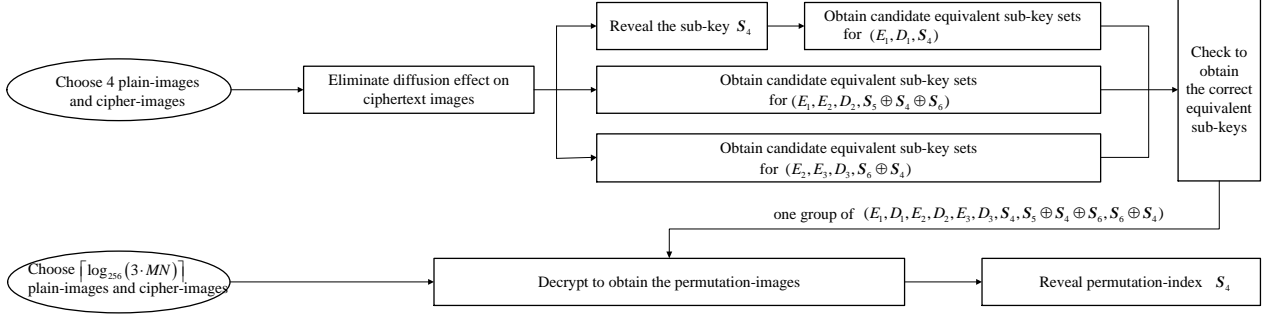 Choose 4 plain-images
and cipher-images
Eliminate diffusion effect on
ciphertext images
Reveal the sub-key S₄
Obtain candidate equivalent sub-key sets
for (E₁, D₁, S₄)
Obtain candidate equivalent sub-key sets
for (E₁, E₂, D₂, S₅ ⊕ S₄ ⊕ S₆)
Obtain candidate equivalent sub-key sets
for (E₂, E₃, D₃, S₆ ⊕ S₄)
Check to
obtain
the correct
equivalent
sub-keys
one group of (E₁, D₁, E₂, D₂, E₃, D₃, S₄, S₅ ⊕ S₄ ⊕ S₆, S₆ ⊕ S₄)
Choose ⌈log₂₅₆(3·MN)⌉
plain-images and cipher-images
Decrypt to obtain the permutation-images
Reveal permutation-index S₄